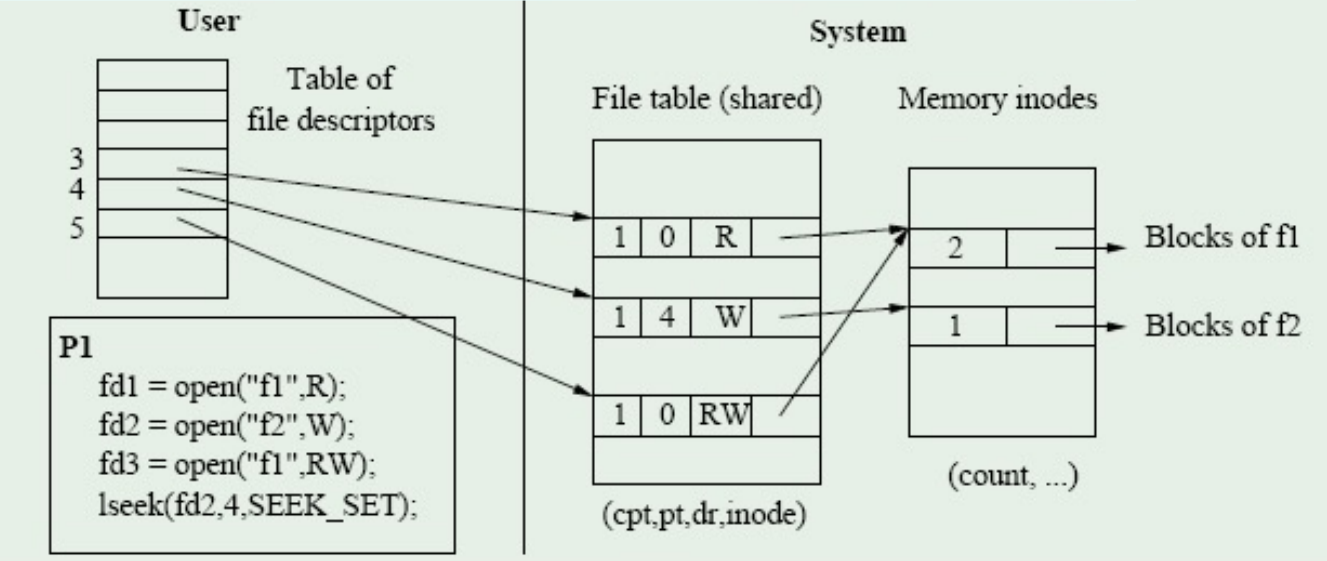 User
System
Table of
file descriptors
File table (shared)
Memory inodes
3
4
5
1 0 R
1 4 W
1 0 RW
2
1
Blocks of f1
Blocks of f2
(count, ...)
(cpt,pt,dr,inode)
P1
fd1 = open("f1",R);
fd2 = open("f2",W);
fd3 = open("f1",RW);
lseek(fd2,4,SEEK_SET);